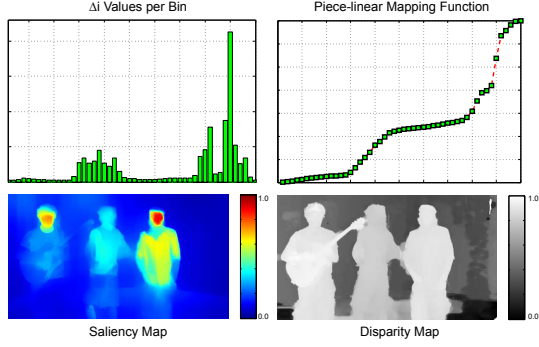 Δi Values per Bin
Piece-linear Mapping Function
1.0
0.0
1.0
0.0
Saliency Map
Disparity Map